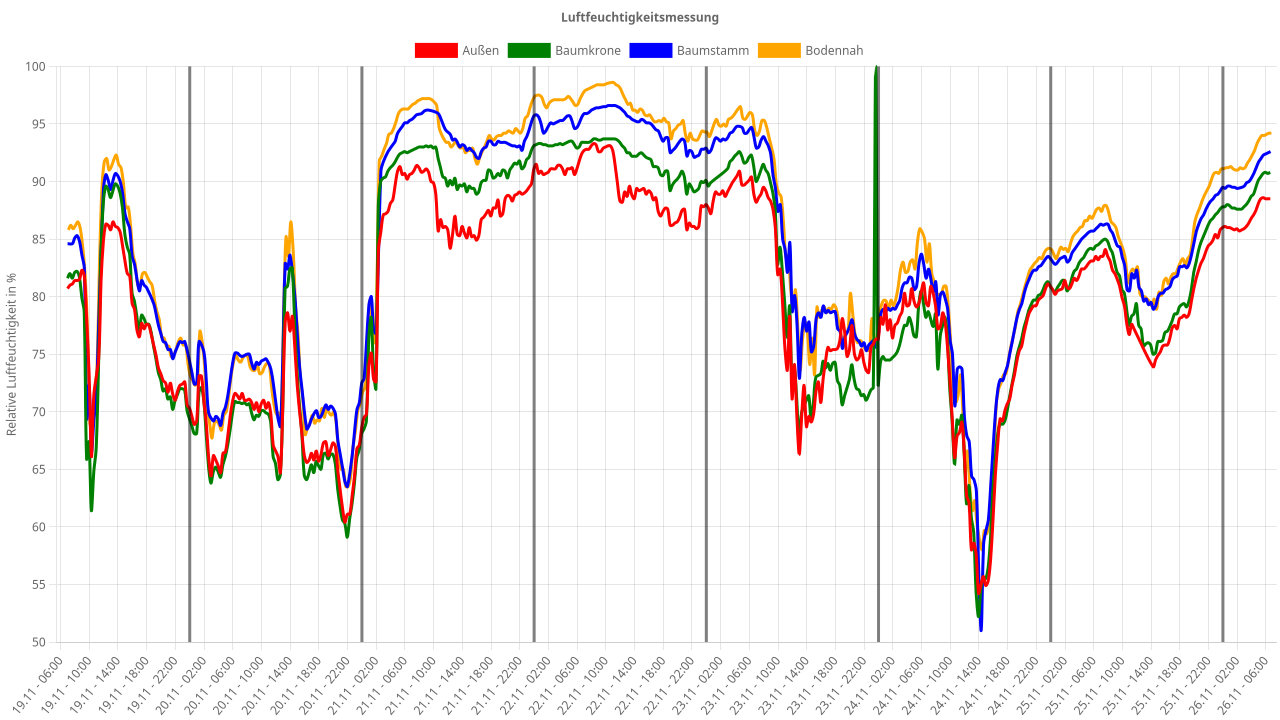 Luftfeuchtigkeitsmessung
Außen Baumkrone Baumstamm Bodennah
Relative Luftfeuchtigkeit in %
100
95
90
85
80
75
70
65
60
55
50
19.11 - 06:00
19.11 - 10:00
19.11 - 14:00
19.11 - 18:00
19.11 - 22:00
20.11 - 02:00
20.11 - 06:00
20.11 - 10:00
20.11 - 14:00
20.11 - 18:00
20.11 - 22:00
21.11 - 02:00
21.11 - 06:00
21.11 - 10:00
21.11 - 14:00
21.11 - 18:00
21.11 - 22:00
22.11 - 02:00
22.11 - 06:00
22.11 - 10:00
22.11 - 14:00
22.11 - 18:00
22.11 - 22:00
23.11 - 02:00
23.11 - 06:00
23.11 - 10:00
23.11 - 14:00
23.11 - 18:00
23.11 - 22:00
24.11 - 02:00
24.11 - 06:00
24.11 - 10:00
24.11 - 14:00
24.11 - 18:00
24.11 - 22:00
25.11 - 02:00
25.11 - 06:00
25.11 - 10:00
25.11 - 14:00
25.11 - 18:00
25.11 - 22:00
26.11 - 02:00
26.11 - 06:00